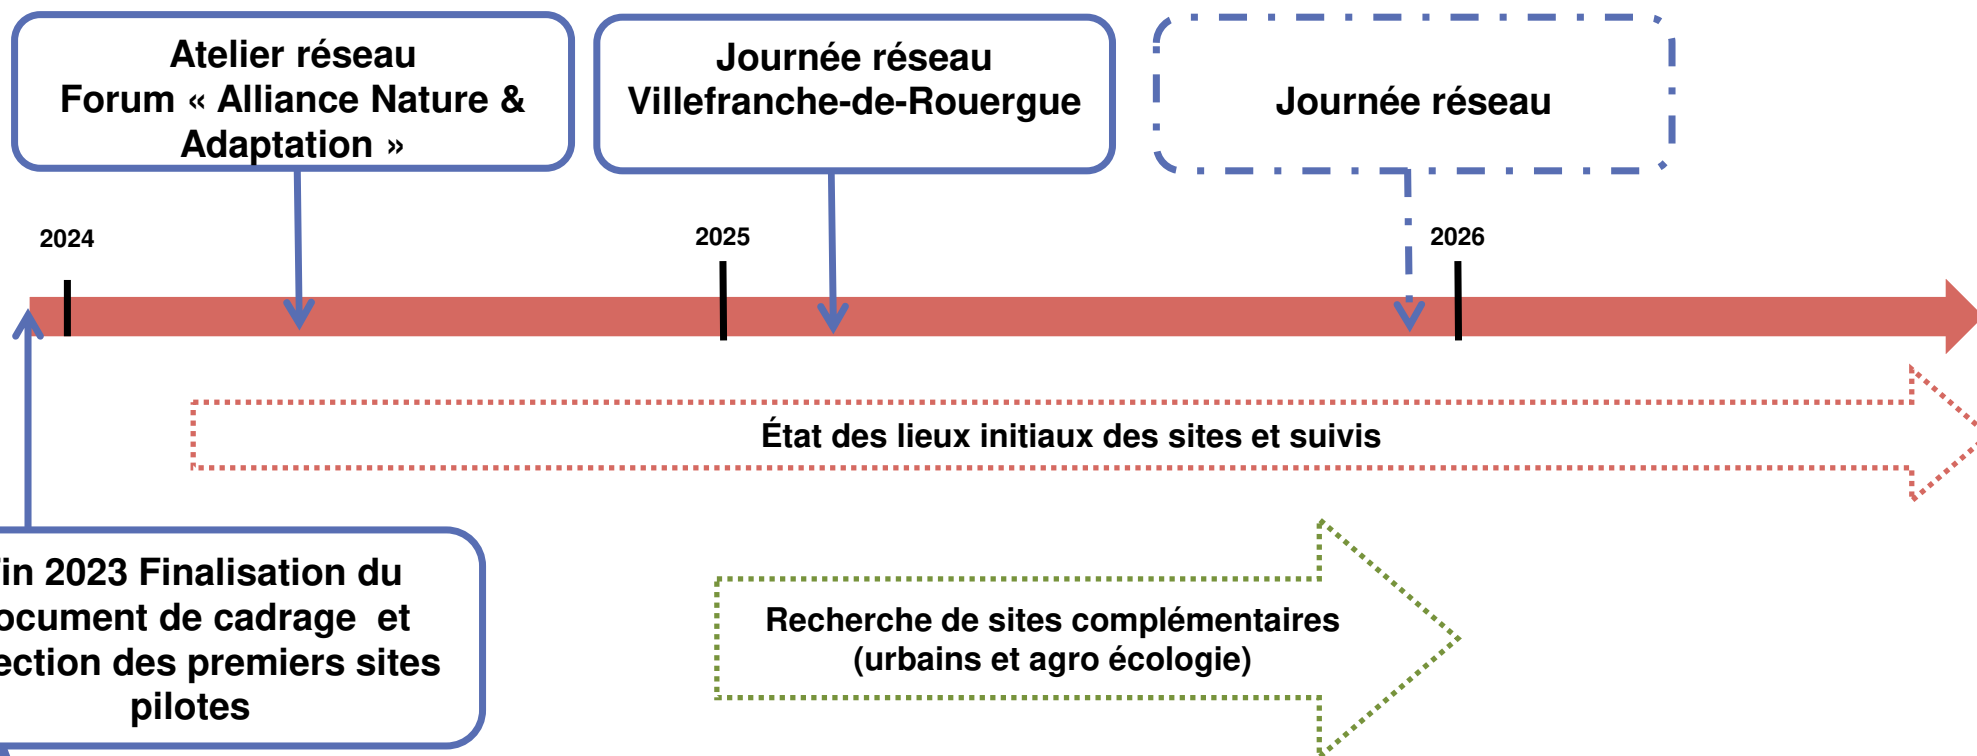 Atelier réseau
Forum « Alliance Nature &
Adaptation »
Journée réseau
Villefranche-de-Rouergue
Journée réseau
2024
2025
2026
État des lieux initiaux des sites et suivis
in 2023 Finalisation du
ocument de cadrage et
ection des premiers sites
pilotes
Recherche de sites complémentaires
(urbains et agro écologie)